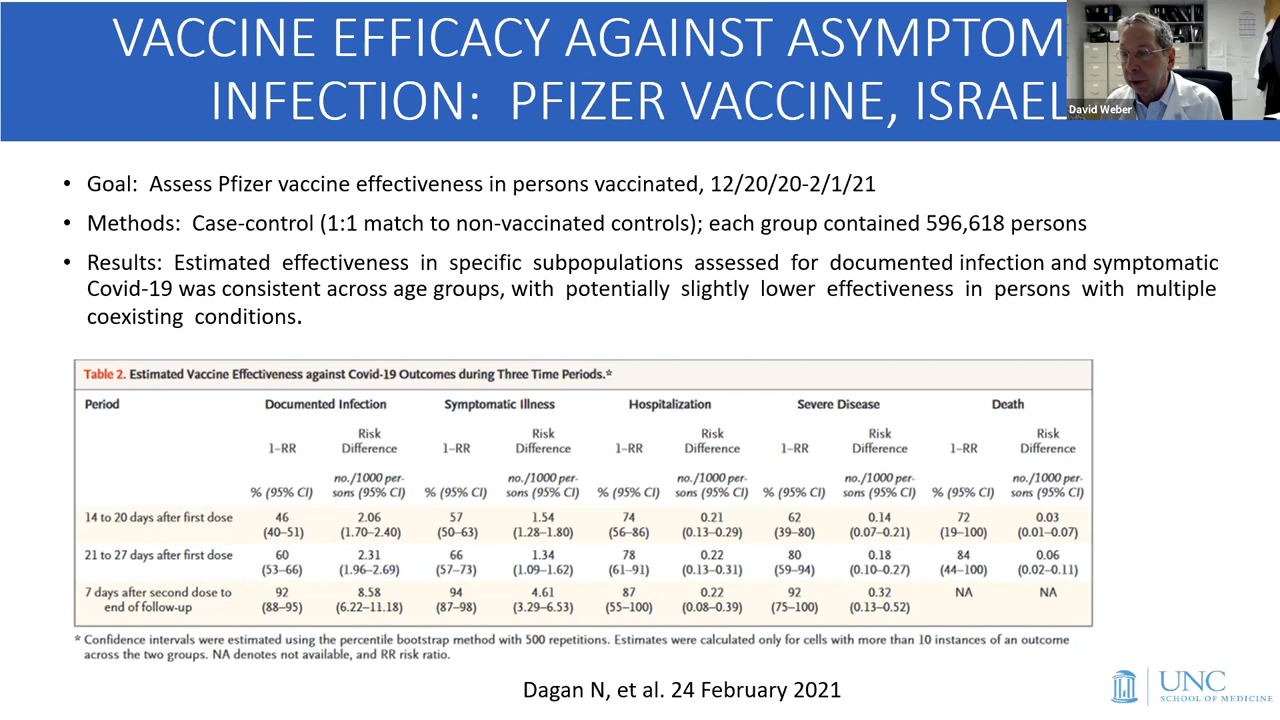 VACCINE EFFICACY AGAINST ASYMPTOM
INFECTION: PFIZER VACCINE, ISRAEL
David Weber
• Goal: Assess Pfizer vaccine effectiveness in persons vaccinated, 12/20/20-2/1/21
• Methods: Case-control (1:1 match to non-vaccinated controls); each group contained 596,618 persons
• Results: Estimated effectiveness in specific subpopulations assessed for documented infection and symptomatic
Covid-19 was consistent across age groups, with potentially slightly lower effectiveness in persons with multiple
coexisting conditions.
Table 2. Estimated Vaccine Effectiveness against Covid-19 Outcomes during Three Time Periods.*
Period Documented Infection Symptomatic Illness Hospitalization Severe Disease Death
1–RR Risk Difference 1–RR Risk Difference 1–RR Risk Difference 1–RR Risk Difference 1–RR Risk Difference
% (95% CI) no./1000 per-sons (95% CI) % (95% CI) no./1000 per-sons (95% CI) % (95% CI) no./1000 per-sons (95% CI) % (95% CI) no./1000 per-sons (95% CI) % (95% CI) no./1000 per-sons (95% CI)
14 to 20 days after first dose 46 2.06 57 1.54 74 0.21 62 0.14 72 0.03
(40–51) (1.70–2.40) (50–63) (1.28–1.80) (56–86) (0.13–0.29) (39–80) (0.07–0.21) (19–100) (0.01–0.07)
21 to 27 days after first dose 60 2.31 66 1.34 78 0.22 80 0.18 84 0.06
(53–66) (1.96–2.69) (57–73) (1.09–1.62) (61–91) (0.13–0.31) (59–94) (0.10–0.27) (44–100) (0.02–0.11)
7 days after second dose to 92 8.58 94 4.61 87 0.22 92 0.32 NA NA
end of follow-up (88–95) (6.22–11.18) (87–98) (3.29–6.53) (55–100) (0.08–0.39) (75–100) (0.13–0.52)
* Confidence intervals were estimated using the percentile bootstrap method with 500 repetitions. Estimates were calculated only for cells with more than 10 instances of an outcome
across the two groups. NA denotes not available, and RR risk ratio.
Dagan N, et al. 24 February 2021
UNC
SCHOOL OF MEDICINE